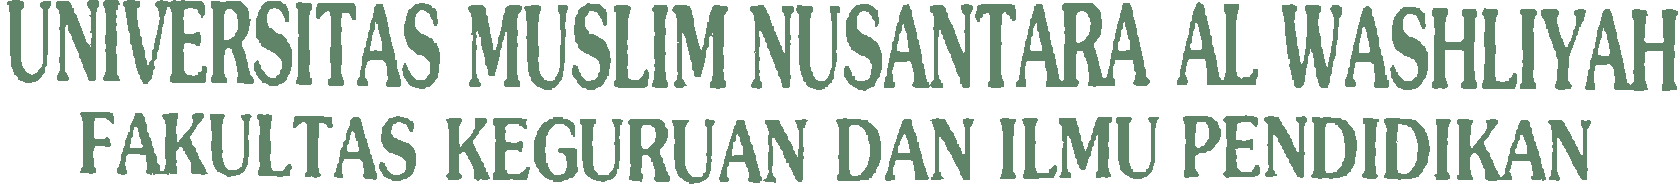 UNIVERSITAS MUSLIM NUSANTARA AL WASHLIYAH
FAKULTAS KEGURUAN DAN ILMU PENDIDIKAN